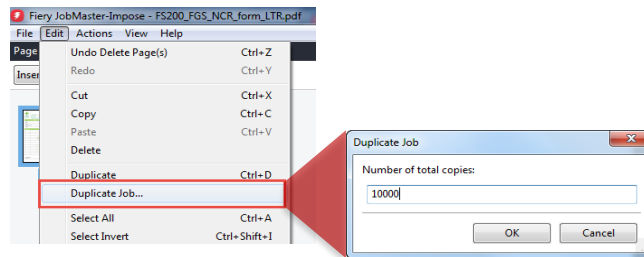 Fiery JobMaster-Impose - FS200_FGS_NCR_form_LTR.pdf
File Edit Actions View Help
Page
Inser
Undo Delete Page(s) Ctrl+Z
Redo Ctrl+Y
Cut Ctrl+X
Copy Ctrl+C
Paste Ctrl+V
Delete
Duplicate Ctrl+D
Duplicate Job...
Select All Ctrl+A
Select Invert Ctrl+Shift+I
Duplicate Job
Number of total copies:
10000
OK Cancel